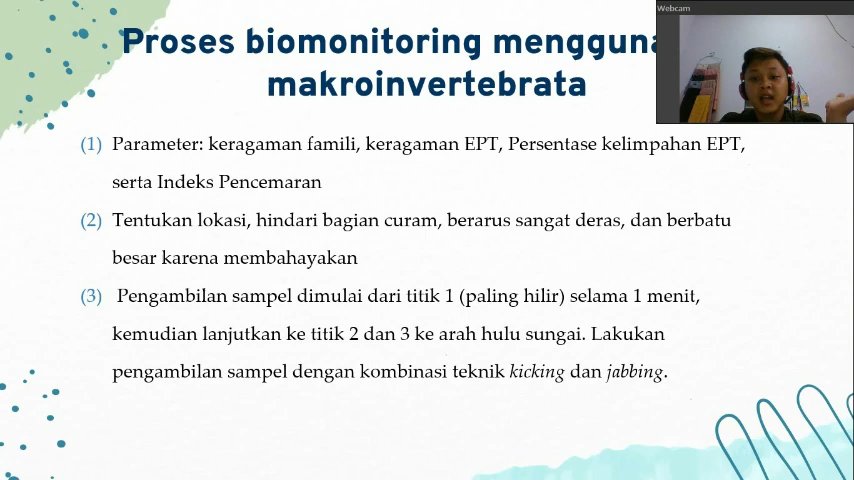 Proses biomonitoring mengguna
makroinvertebrata
Webcam
(1) Parameter: keragaman famili, keragaman EPT, Persentase kelimpahan EPT,
serta Indeks Pencemaran
(2) Tentukan lokasi, hindari bagian curam, berarus sangat deras, dan berbatu
besar karena membahayakan
(3) Pengambilan sampel dimulai dari titik 1 (paling hilir) selama 1 menit,
kemudian lanjutkan ke titik 2 dan 3 ke arah hulu sungai. Lakukan
pengambilan sampel dengan kombinasi teknik kicking dan jabbing.